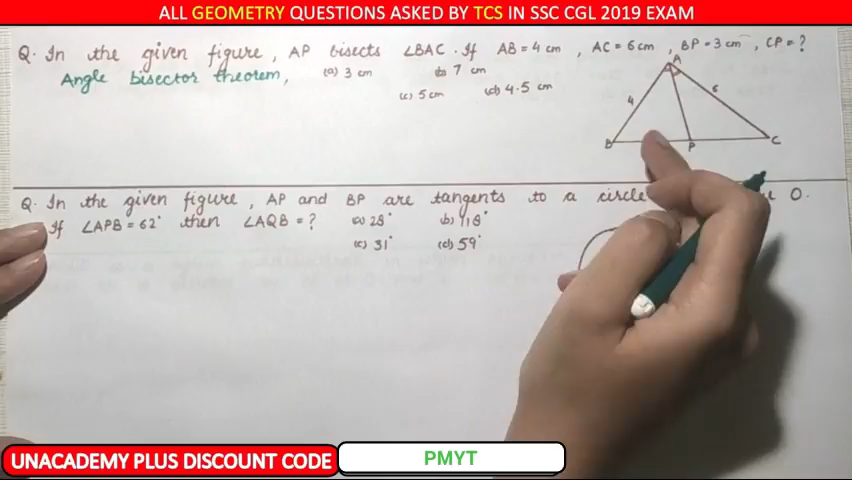 ALL GEOMETRY QUESTIONS ASKED BY TCS IN SSC CGL 2019 EXAM
Q. In the given figure, AP bisects ∠BAC. If AB = 4 cm, AC = 6 cm, BP = 3 cm, CP = ?
Angle bisector theorem, (a) 3 cm (b) 7 cm
(c) 5 cm (d) 4.5 cm
A
4 6
B P C
Q. In the given figure, AP and BP are tangents to a circle O.
If ∠APB = 62° then ∠AQB = ? (a) 28° (b) 118°
(c) 31° (d) 59°
UNACADEMY PLUS DISCOUNT CODE PMYT